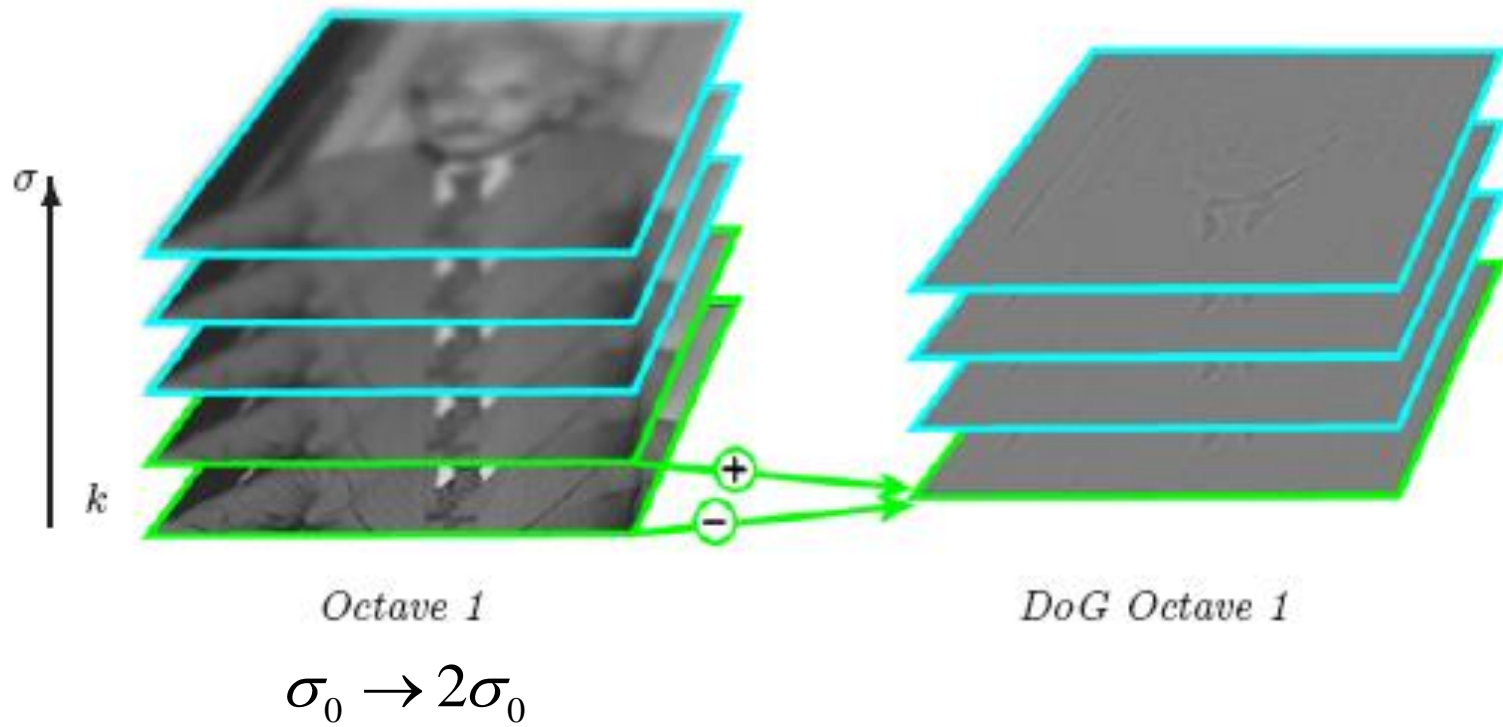 σ
k
+
−
Octave 1
DoG Octave 1
σ₀ → 2σ₀